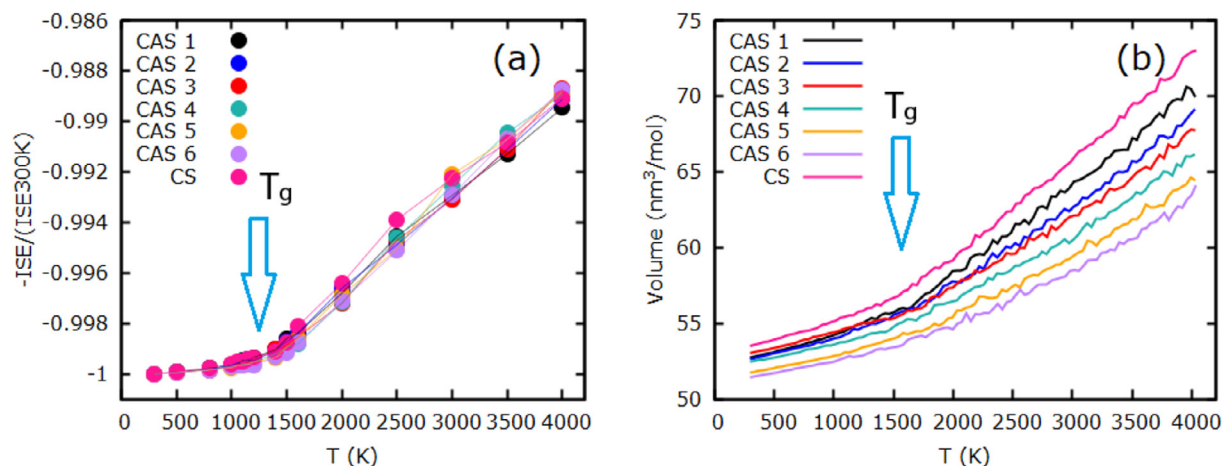 -0.986
-0.988
-0.99
-0.992
-0.994
-0.996
-0.998
-1
-ISE/(ISE300K)
CAS 1
CAS 2
CAS 3
CAS 4
CAS 5
CAS 6
CS
(a)
Tg
0 500 1000 1500 2000 2500 3000 3500 4000
T (K)
75
70
65
60
55
50
Volume (nm³/mol)
CAS 1
CAS 2
CAS 3
CAS 4
CAS 5
CAS 6
CS
(b)
Tg
0 500 1000 1500 2000 2500 3000 3500 4000
T (K)